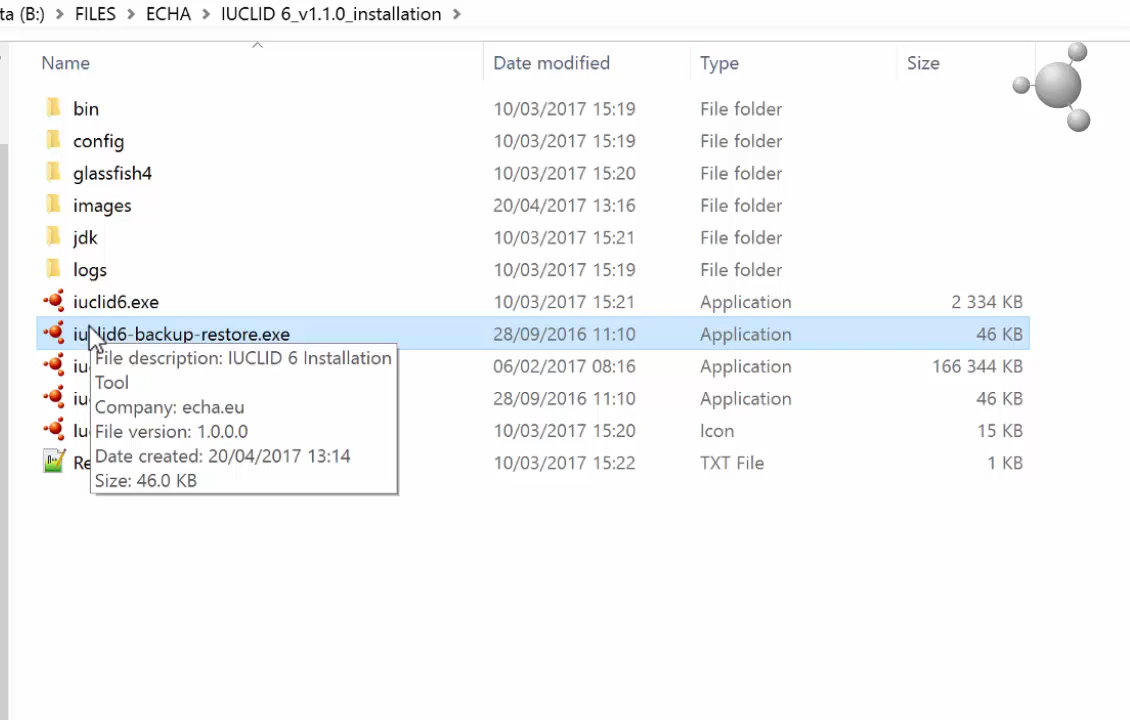 ta (B:) > FILES > ECHA > IUCLID 6_v1.1.0_installation >
Name Date modified Type Size
bin 10/03/2017 15:19 File folder
config 10/03/2017 15:19 File folder
glassfish4 10/03/2017 15:20 File folder
images 20/04/2017 13:16 File folder
jdk 10/03/2017 15:21 File folder
logs 10/03/2017 15:19 File folder
iuclid6.exe 10/03/2017 15:21 Application 2 334 KB
iuclid6-backup-restore.exe 28/09/2016 11:10 Application 46 KB
iu 06/02/2017 08:16 Application 166 344 KB
iu 28/09/2016 11:10 Application 46 KB
Iu 10/03/2017 15:20 Icon 15 KB
Re 10/03/2017 15:22 TXT File 1 KB
File description: IUCLID 6 Installation
Tool
Company: echa.eu
File version: 1.0.0.0
Date created: 20/04/2017 13:14
Size: 46.0 KB